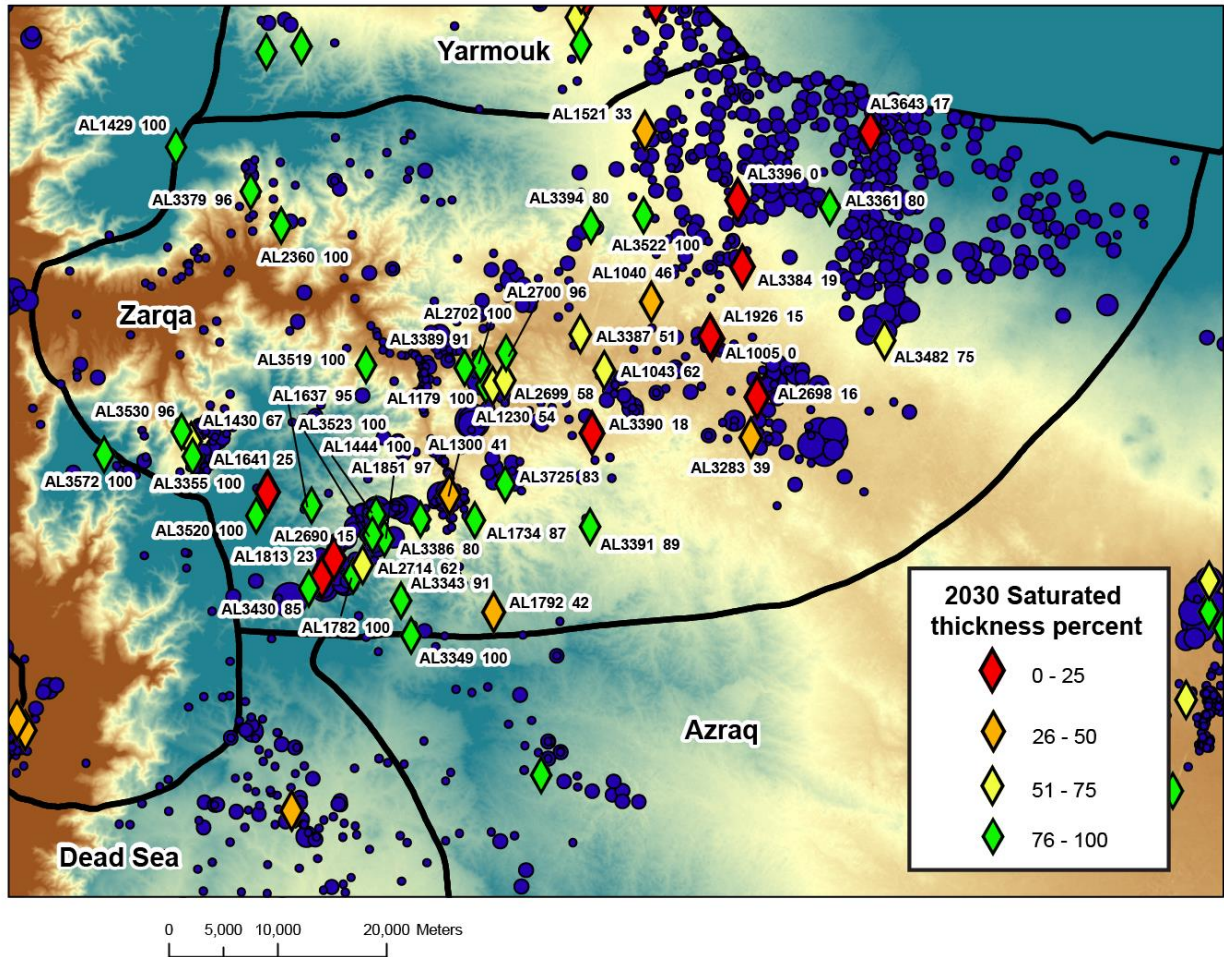 Yarmouk
AL3643 17
AL1521 33
AL1429 100
AL3396 0
AL3379 96
AL3394 80
AL3361 80
AL3522 100
AL2360 100
AL1040 46
AL3384 19
AL2700 96
Zarqa
AL2702 100
AL1926 15
AL3389 91
AL3387 51
AL3519 100
AL1005 0
AL3482 75
AL1043 62
AL1637 95
AL1179 100
AL2699 58
AL2698 16
AL3530 96
AL1430 67
AL3523 100
AL1230 54
AL3390 18
AL1444 100
AL1300 41
AL1641 25
AL1851 97
AL3283 39
AL3572 100
AL3355 100
AL3725 83
AL3520 100
AL2690 15
AL1734 87
AL3391 89
AL3386 80
AL1813 23
AL2714 62
AL3343 91
AL3430 85
AL1792 42
AL1782 100
AL3349 100
Azraq
Dead Sea
2030 Saturated
thickness percent
0 - 25
26 - 50
51 - 75
76 - 100
0 5,000 10,000 20,000 Meters